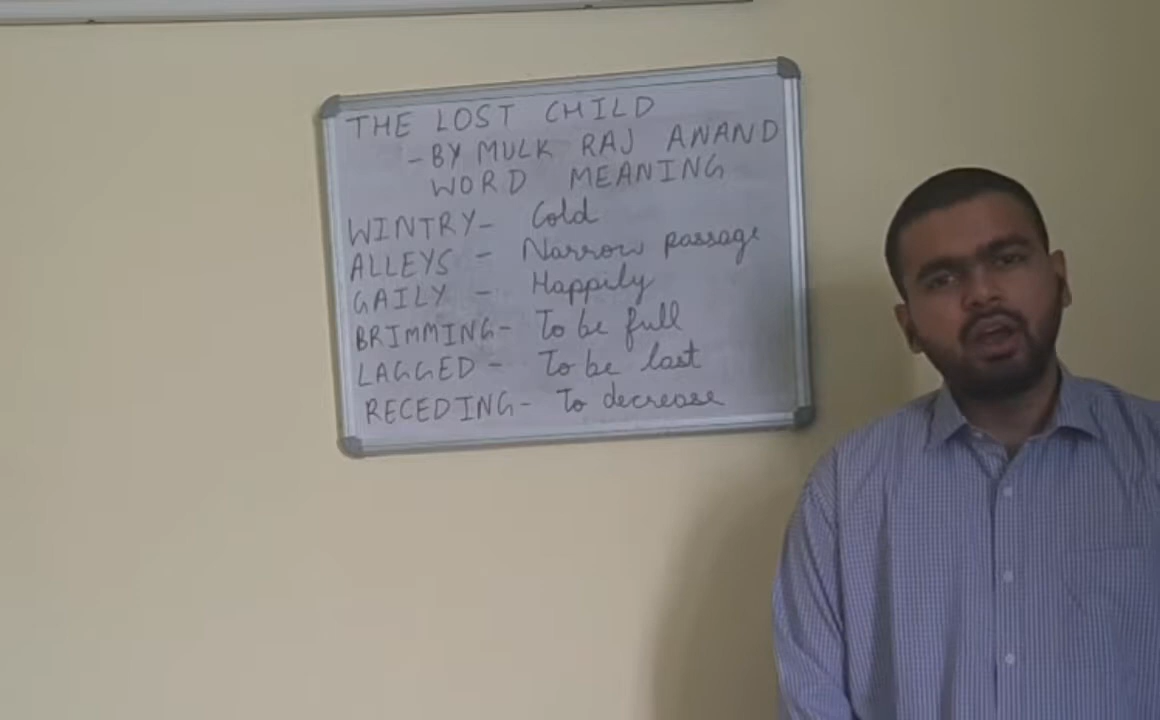 THE LOST CHILD
- BY MULK RAJ ANAND
WORD MEANING
WINTRY - Cold
ALLEYS - Narrow passage
GAILY - Happily
BRIMMING - To be full
LAGGED - To be last
RECEDING - To decrease